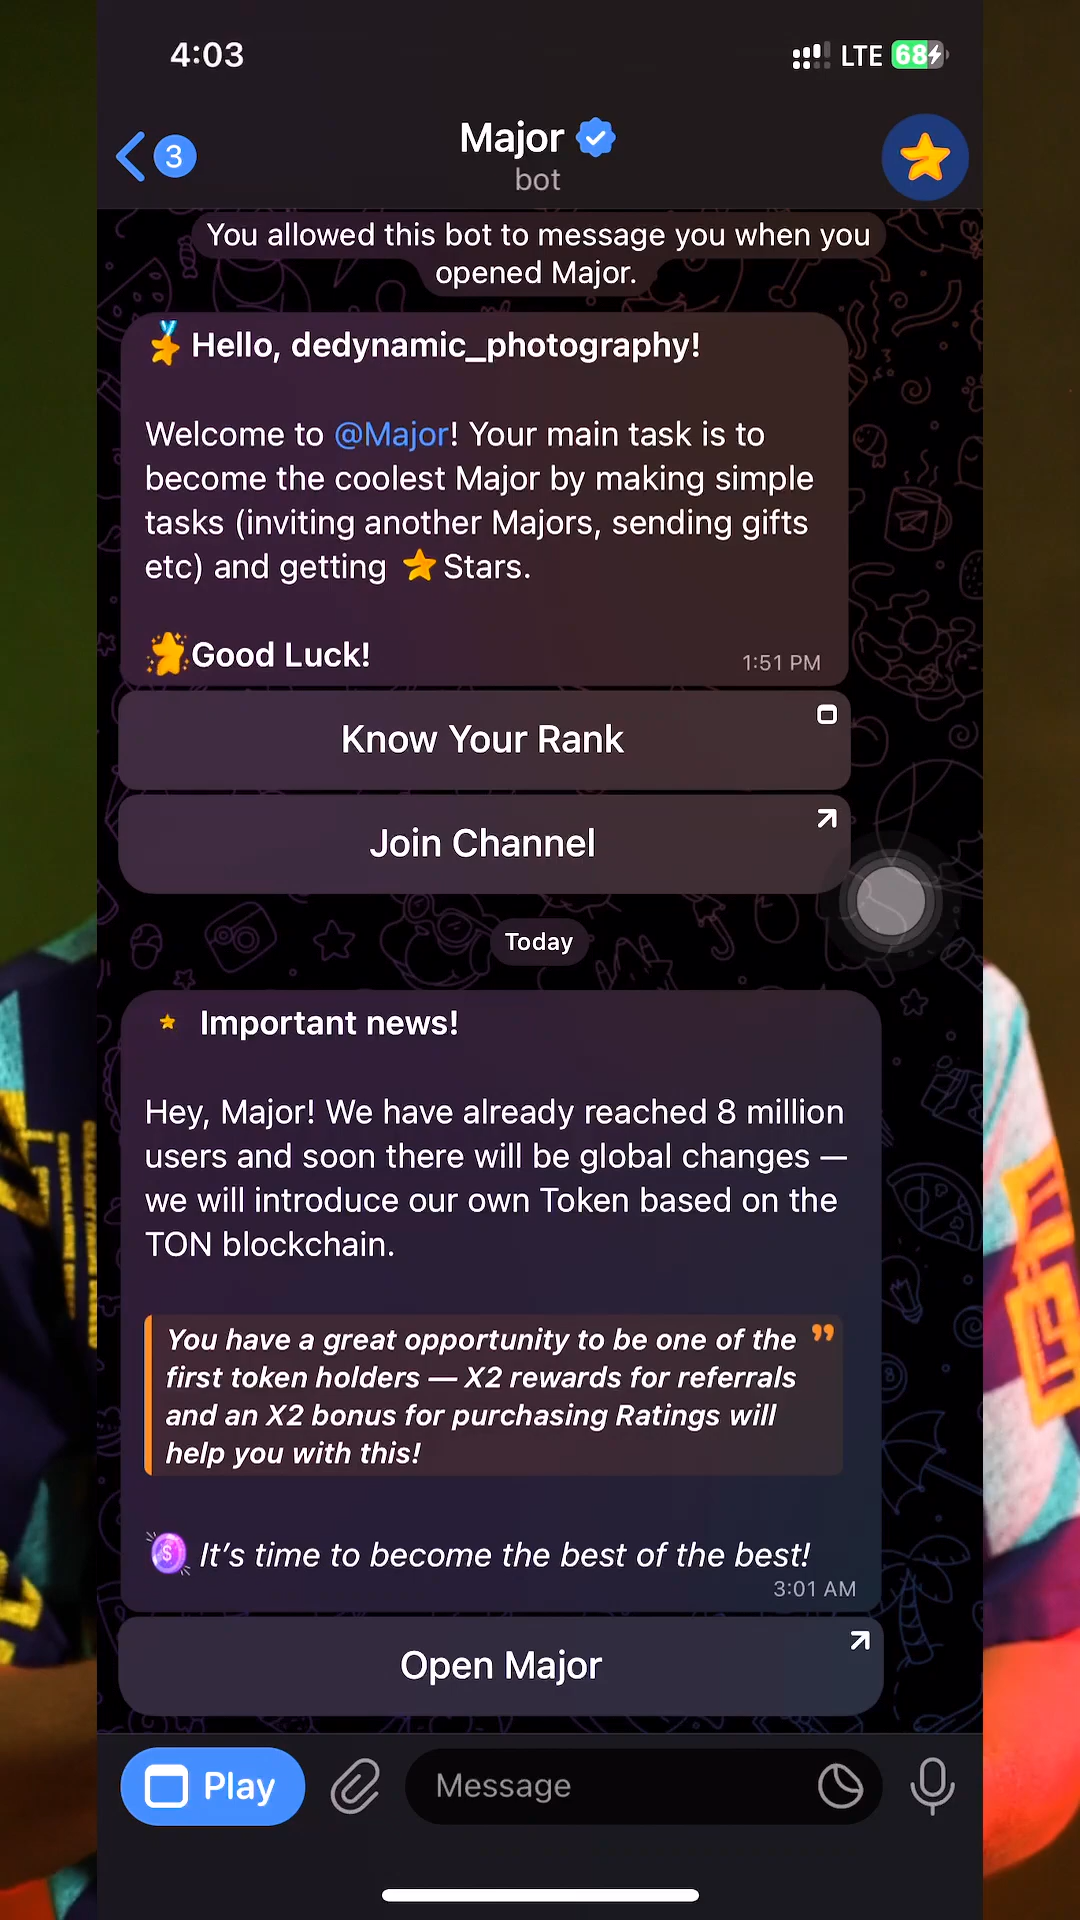 4:03
LTE 68
3
Major
bot
You allowed this bot to message you when you
opened Major.
Hello, dedynamic_photography!
Welcome to @Major! Your main task is to
become the coolest Major by making simple
tasks (inviting another Majors, sending gifts
etc) and getting ⭐ Stars.
Good Luck!
1:51 PM
Know Your Rank
Join Channel
Today
Important news!
Hey, Major! We have already reached 8 million
users and soon there will be global changes —
we will introduce our own Token based on the
TON blockchain.
You have a great opportunity to be one of the
first token holders — X2 rewards for referrals
and an X2 bonus for purchasing Ratings will
help you with this!
It’s time to become the best of the best!
3:01 AM
Open Major
Play
Message